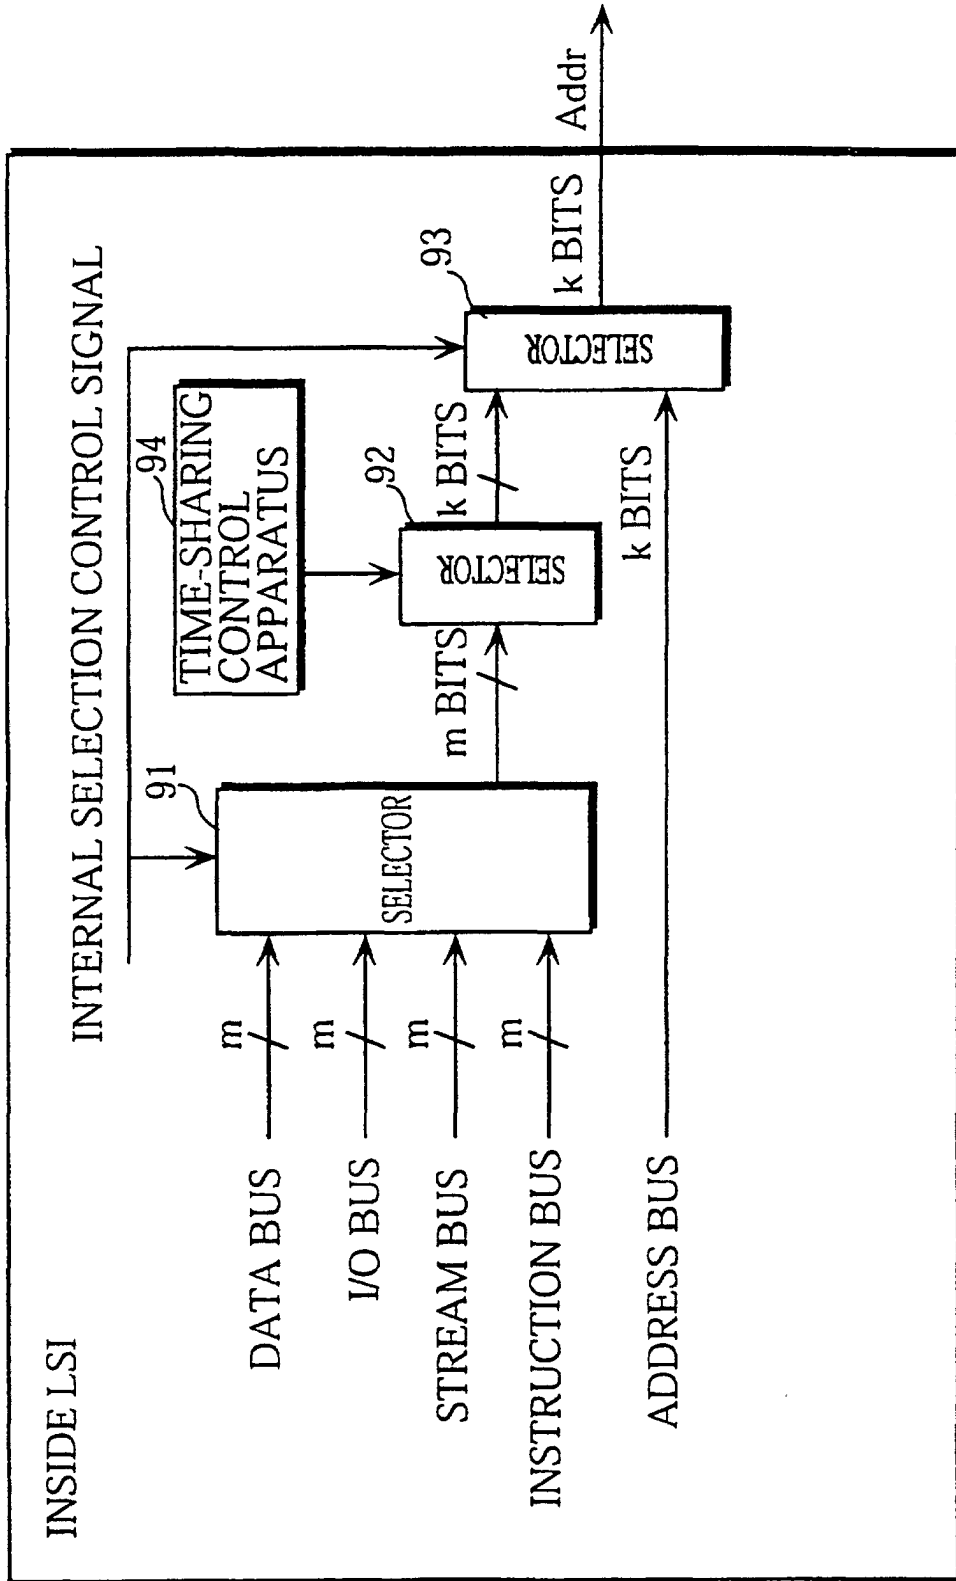 INSIDE LSI
INTERNAL SELECTION CONTROL SIGNAL
94
TIME-SHARING
CONTROL
APPARATUS
91
SELECTOR
92
SELECTOR
93
SELECTOR
DATA BUS
m
I/O BUS
m
STREAM BUS
m
INSTRUCTION BUS
m
ADDRESS BUS
m BITS
k BITS
k BITS
k BITS
Addr